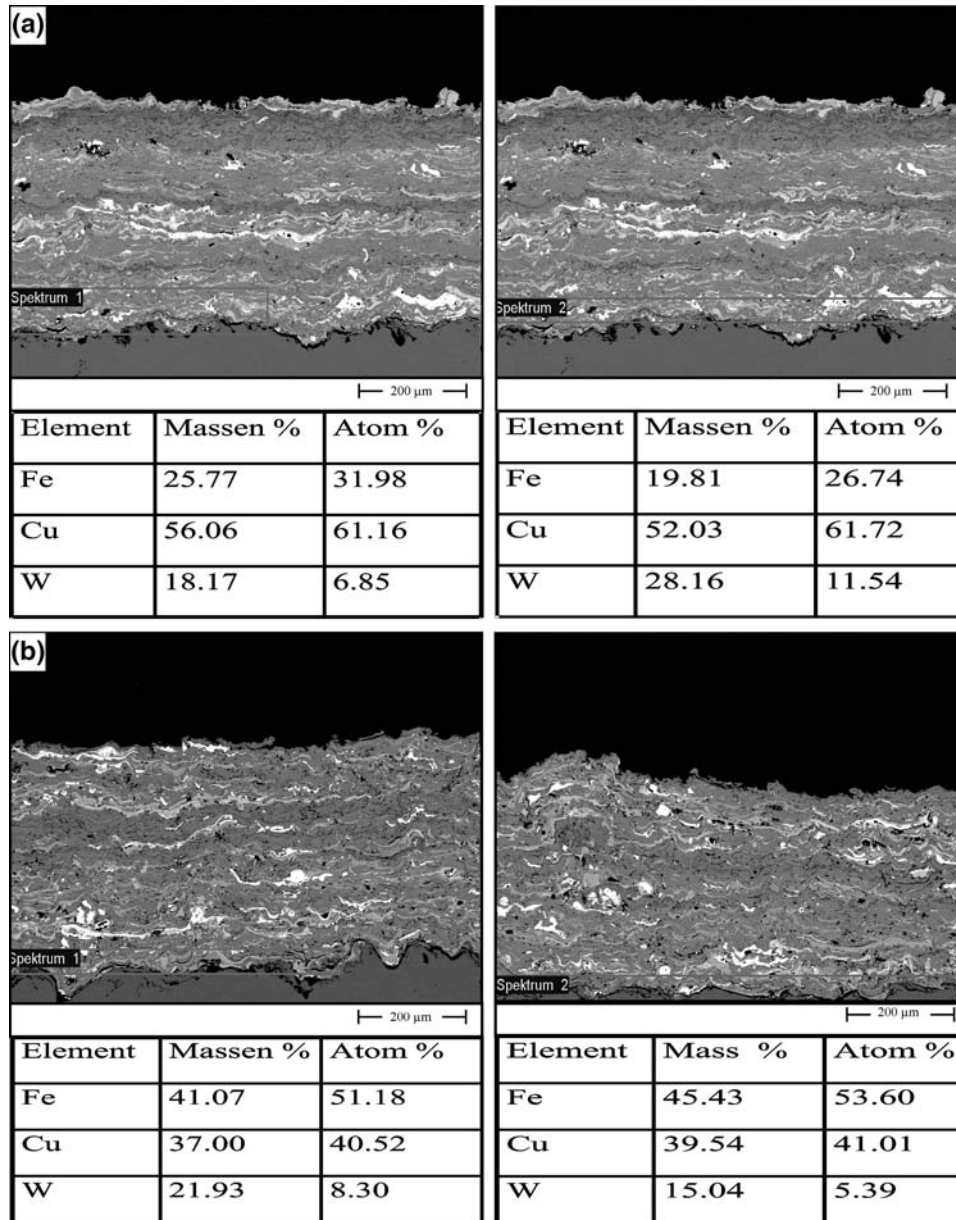 (a)
Spektrum 1
200 µm
Element Massen % Atom %
Fe 25.77 31.98
Cu 56.06 61.16
W 18.17 6.85
Spektrum 2
200 µm
Element Massen % Atom %
Fe 19.81 26.74
Cu 52.03 61.72
W 28.16 11.54
(b)
Spektrum 1
200 µm
Element Massen % Atom %
Fe 41.07 51.18
Cu 37.00 40.52
W 21.93 8.30
Spektrum 2
200 µm
Element Mass % Atom %
Fe 45.43 53.60
Cu 39.54 41.01
W 15.04 5.39